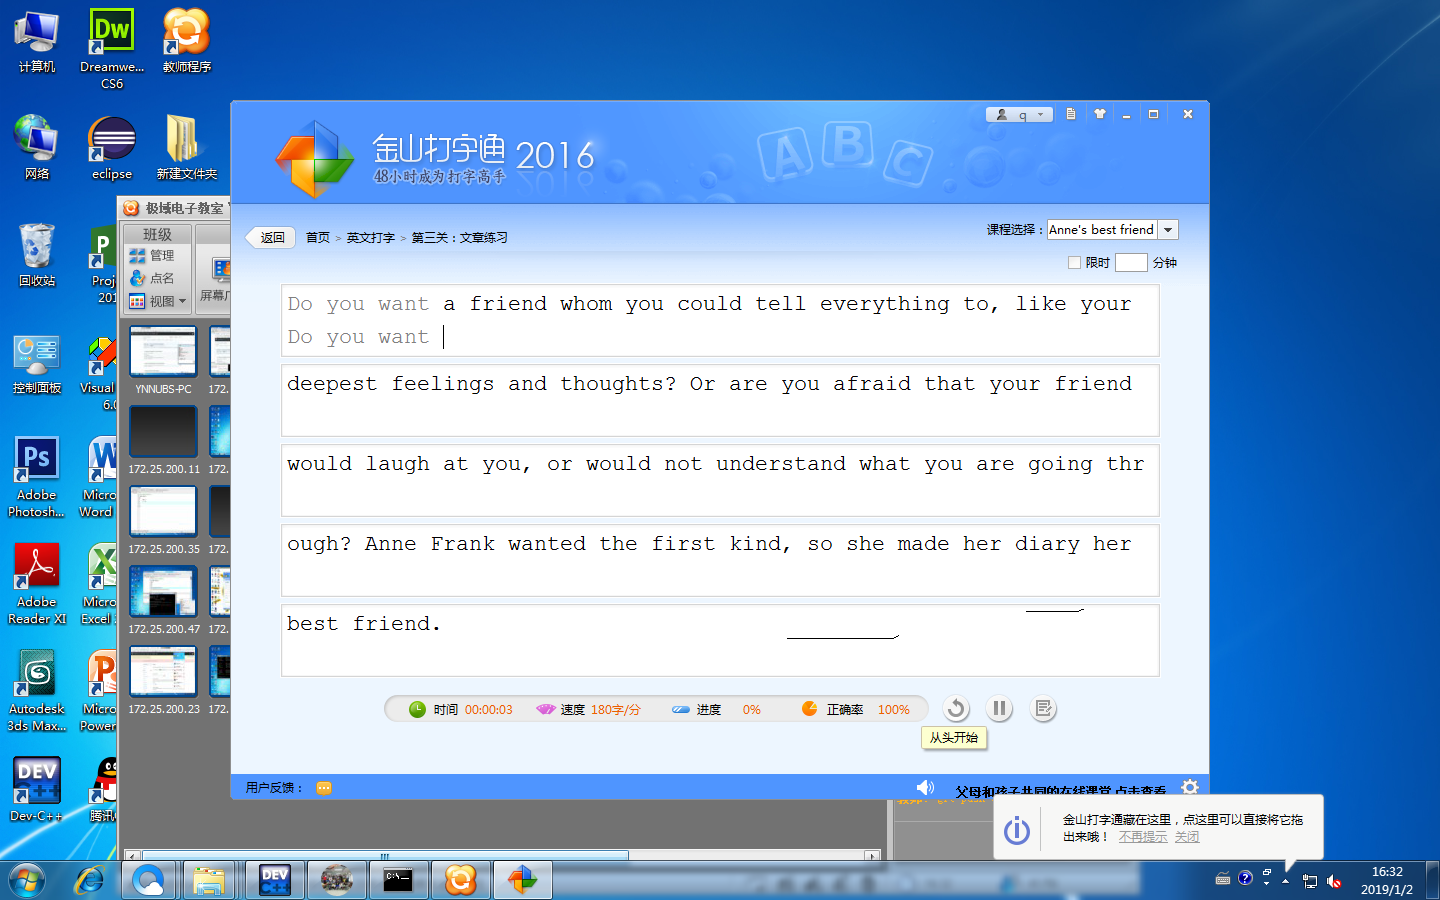 计算机
Dreamwe...
CS6
教师程序
网络
eclipse
新建文件夹
回收站
Proj
201
控制面板
Visual
6.0
Ps
Adobe
Photosh...
Micro
Word
Adobe
Reader XI
Micro
Excel
Autodesk
3ds Max...
Micro
Power
DEV
C++
Dev-C++
腾讯
极域电子教室
班级
管理
点名
视图
屏幕
YNNUBS-PC
172.
172.25.200.11
172.
172.25.200.35
172.
172.25.200.47
172.
172.25.200.23
172.
金山打字通 2016
48小时成为打字高手
A B C
q
返回
首页 > 英文打字 > 第三关：文章练习
课程选择： Anne's best friend
限时 分钟
Do you want a friend whom you could tell everything to, like your
Do you want
deepest feelings and thoughts? Or are you afraid that your friend
would laugh at you, or would not understand what you are going thr
ough? Anne Frank wanted the first kind, so she made her diary her
best friend.
时间 00:00:03 速度 180字/分 进度 0% 正确率 100%
从头开始
用户反馈：
父母和孩子共同的在线课堂,点击查看
金山打字通藏在这里，点这里可以直接将它拖
出来哦！ 不再提示 关闭
DEV
C++
16:32
2019/1/2